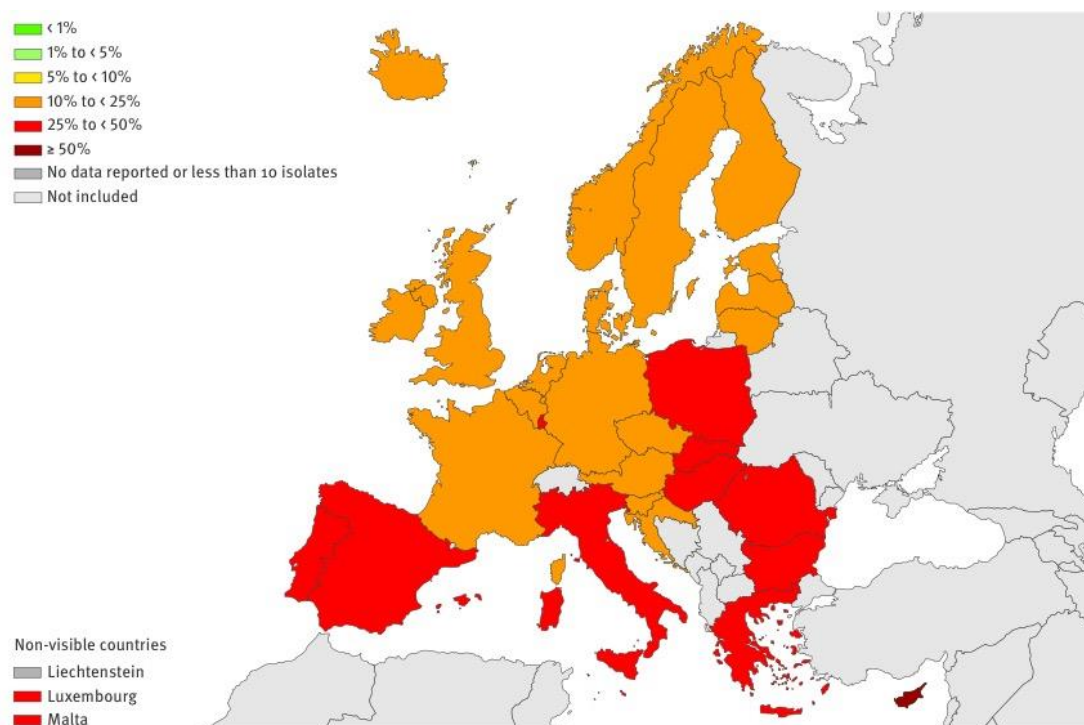 < 1%
1% to < 5%
5% to < 10%
10% to < 25%
25% to < 50%
≥ 50%
No data reported or less than 10 isolates
Not included
Non-visible countries
Liechtenstein
Luxembourg
Malta